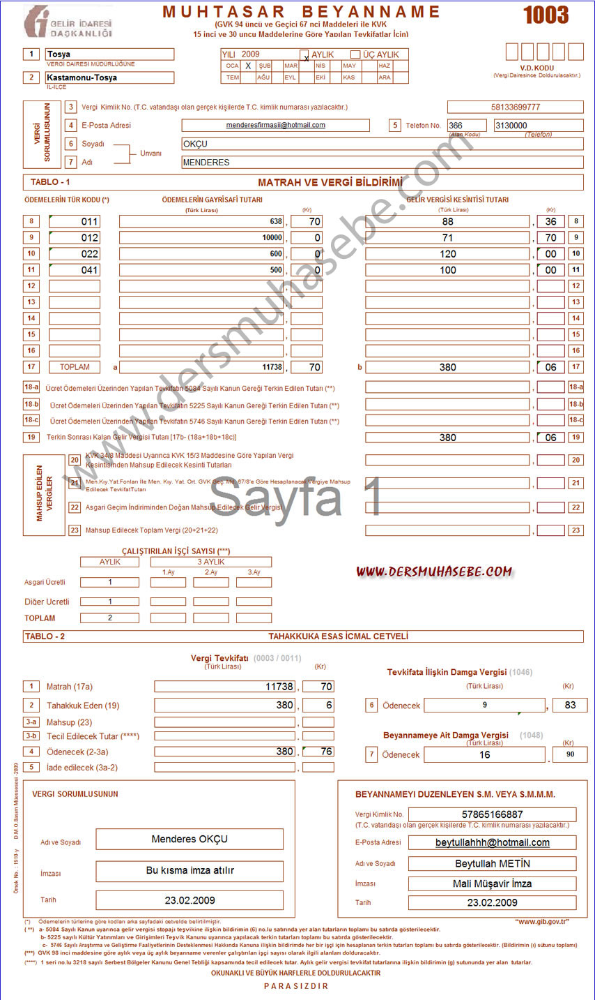 GELİR İDARESİ
BAŞKANLIĞI
MUHTASAR BEYANNAME
(GVK 94 üncü ve Geçici 67 nci Maddeleri ile KVK
15 inci ve 30 uncu Maddelerine Göre Yapılan Tevkifatlar İçin)
1003
1 Tosya
VERGİ DAİRESİ MÜDÜRLÜĞÜNE
2 Kastamonu-Tosya
İL-İLÇE
YILI 2009 X AYLIK ÜÇ AYLIK
OCA X ŞUB MAR NİS MAY HAZ
TEM AĞU EYL EKİ KAS ARA
V.D. KODU
(Vergi Dairesince Doldurulacaktır.)
VERGİ SORUMLUSUNUN
3 Vergi Kimlik No. (T.C. vatandaşı olan gerçek kişilerde T.C. kimlik numarası yazılacaktır.) 58133699777
4 E-Posta Adresi menderesfirmasii@hotmail.com 5 Telefon No. 366 3130000
(Alan Kodu) (Telefon)
6 Soyadı OKÇU
Unvanı
7 Adı MENDERES
TABLO - 1 MATRAH VE VERGİ BİLDİRİMİ
ÖDEMELERİN TÜR KODU (*) ÖDEMELERİN GAYRİSAFİ TUTARI GELİR VERGİSİ KESİNTİSİ TUTARI
(Türk Lirası) (Kr) (Türk Lirası) (Kr)
8 011 638 , 70 88 , 36 8
9 012 10000 , 0 71 , 70 9
10 022 600 , 0 120 , 00 10
11 041 500 , 0 100 , 00 11
12 , , 12
13 , , 13
14 , , 14
15 , , 15
16 , , 16
17 TOPLAM a 11738 , 70 b 380 , 06 17
18-a Ücret Ödemeleri Üzerinden Yapılan Tevkifatın 5084 Sayılı Kanun Gereği Terkin Edilen Tutarı (**) , 18-a
18-b Ücret Ödemeleri Üzerinden Yapılan Tevkifatın 5225 Sayılı Kanun Gereği Terkin Edilen Tutarı (**) , 18-b
18-c Ücret Ödemeleri Üzerinden Yapılan Tevkifatın 5746 Sayılı Kanun Gereği Terkin Edilen Tutarı (**) , 18-c
19 Terkin Sonrası Kalan Gelir Vergisi Tutarı [17b- (18a+18b+18c)] 380 , 06 19
MAHSUP EDİLEN VERGİLER
20 KVK 34/8 Maddesi Uyarınca KVK 15/3 Maddesine Göre Yapılan Vergi
Kesintisinden Mahsup Edilecek Kesinti Tutarları , 20
21 Men.Kıy.Yat.Fonları İle Men. Kıy. Yat. Ort. GVK Geç. Md. 67/8'e Göre Hesaplanacak Vergiye Mahsup
Edilecek TevkifatTutarı , 21
22 Asgari Geçim İndiriminden Doğan Mahsup Edilecek Gelir Vergisi , 22
23 Mahsup Edilecek Toplam Vergi (20+21+22) , 23
www.dersmuhasebe.com
Sayfa 1
ÇALIŞTIRILAN İŞÇİ SAYISI (***)
AYLIK 3 AYLIK
1.Ay 2.Ay 3.Ay
Asgari Ücretli 1
Diğer Ücretli 1
TOPLAM 2
WWW.DERSMUHASEBE.COM
TABLO - 2 TAHAKKUKA ESAS İCMAL CETVELİ
Vergi Tevkifatı (0003 / 0011)
(Türk Lirası) (Kr)
1 Matrah (17a) 11738 , 70
2 Tahakkuk Eden (19) 380 , 6
3-a Mahsup (23) ,
3-b Tecil Edilecek Tutar (****) .
4 Ödenecek (2-3a) 380 , 76
5 İade edilecek (3a-2) ,
Tevkifata İlişkin Damga Vergisi (1046)
(Türk Lirası) (Kr)
6 Ödenecek 9 , 83
Beyannameye Ait Damga Vergisi (1048)
(Türk Lirası) (Kr)
7 Ödenecek 16 . 90
Örnek No. : 1910-y D.M.O.Basım Müessesesi -2009
VERGİ SORUMLUSUNUN
Adı ve Soyadı Menderes OKÇU
İmzası Bu kısma imza atılır
Tarih 23.02.2009
BEYANNAMEYİ DÜZENLEYEN S.M. VEYA S.M.M.M.
Vergi Kimlik No. 57865166887
(T.C. vatandaşı olan gerçek kişilerde T.C. kimlik numarası yazılacaktır.)
E-Posta Adresi beytullahhh@hotmail.com
Adı ve Soyadı Beytullah METİN
İmzası Mali Müşavir İmza
Tarih 23.02.2009
(*) Ödemelerin türlerine göre kodları arka sayfadaki cetvelde belirtilmiştir. "www.gib.gov.tr"
(**) a- 5084 Sayılı Kanun uyarınca gelir vergisi stopajı teşvikine ilişkin bildirimin (6) no.lu satırında yer alan tutarların toplamı bu satırda gösterilecektir.
b- 5225 sayılı Kültür Yatırımları ve Girişimleri Teşvik Kanunu uyarınca yapılacak terkin tutarları toplamı bu satırda gösterilecektir.
c- 5746 Sayılı Araştırma ve Geliştirme Faaliyetlerinin Desteklenmesi Hakkında Kanuna ilişkin bildirimde her bir işçi için hesaplanan terkin tutarları toplamı bu satırda gösterilecektir. (Bildirimin (ı) sütunu toplamı)
(***) GVK 98 inci maddesine göre aylık veya üç aylık beyanname verenler çalıştırılan işçi sayısı olarak ilgili alanları dolduracaktır.
(****) 1 seri no.lu 3218 sayılı Serbest Bölgeler Kanunu Genel Tebliği kapsamında tecil edilecek tutar. Aylık gelir vergisi tevkifat tutarlarına ilişkin bildirimin (g) sutununda yer alan tutarlar.
OKUNAKLI VE BÜYÜK HARFLERLE DOLDURULACAKTIR
PARASIZDIR